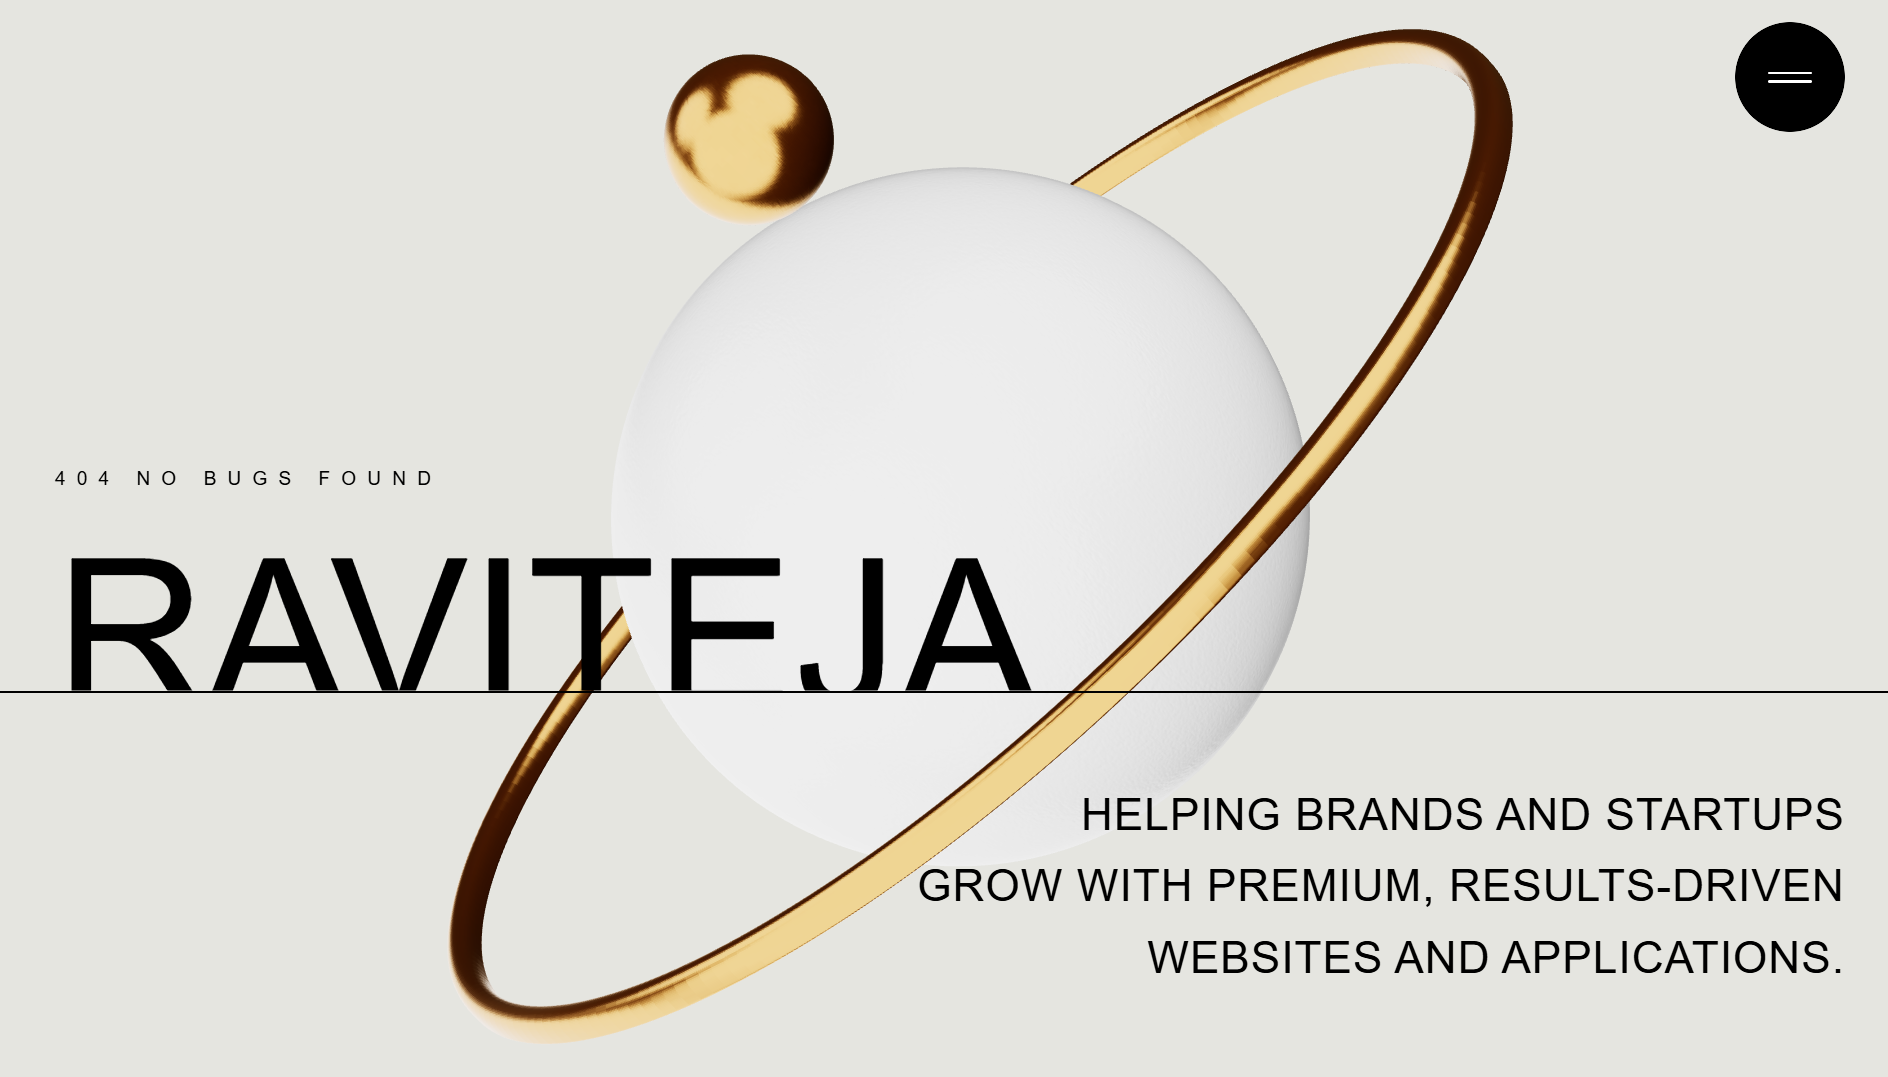 404 NO BUGS FOUND
RAVITEJA
HELPING BRANDS AND STARTUPS
GROW WITH PREMIUM, RESULTS-DRIVEN
WEBSITES AND APPLICATIONS.